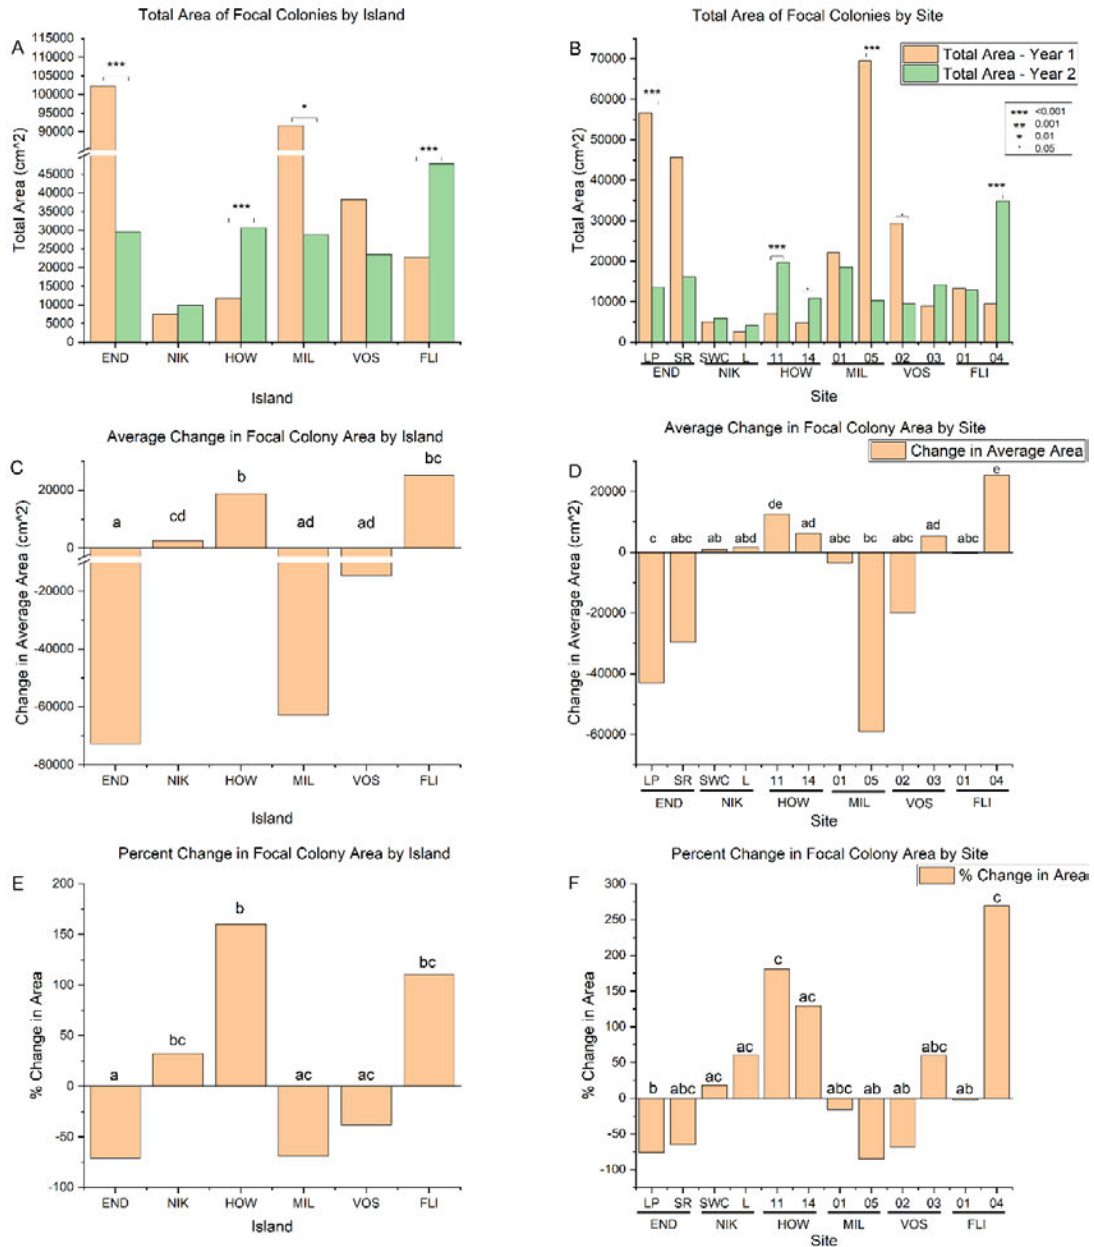 Total Area of Focal Colonies by Island
A
115000
110000
105000
100000
95000
90000
45000
40000
35000
30000
25000
20000
15000
10000
5000
Total Area (cm^2)
***
***
*
***
END NIK HOW MIL VOS FLI
Island
Total Area of Focal Colonies by Site
B
70000
60000
50000
40000
30000
20000
10000
0
Total Area (cm^2)
Total Area - Year 1
Total Area - Year 2
*** <0.001
** 0.001
* 0.01
. 0.05
***
***
.
***
.
***
LP SR SWC L 11 14 01 05 02 03 01 04
END NIK HOW MIL VOS FLI
Site
Average Change in Focal Colony Area by Island
C
20000
0
-20000
-40000
-60000
-80000
Change in Average Area (cm^2)
a cd b ad ad bc
END NIK HOW MIL VOS FLI
Island
Average Change in Focal Colony Area by Site
D
Change in Average Area
20000
0
-20000
-40000
-60000
Change in Average Area (cm^2)
c abc ab abd de ad abc bc abc ad abc e
LP SR SWC L 11 14 01 05 02 03 01 04
END NIK HOW MIL VOS FLI
Site
Percent Change in Focal Colony Area by Island
E
200
150
100
50
0
-50
-100
% Change in Area
a bc b ac ac bc
END NIK HOW MIL VOS FLI
Island
Percent Change in Focal Colony Area by Site
F
% Change in Area
300
250
200
150
100
50
0
-50
-100
% Change in Area
b abc ac ac c ac abc ab ab abc ab c
LP SR SWC L 11 14 01 05 02 03 01 04
END NIK HOW MIL VOS FLI
Site